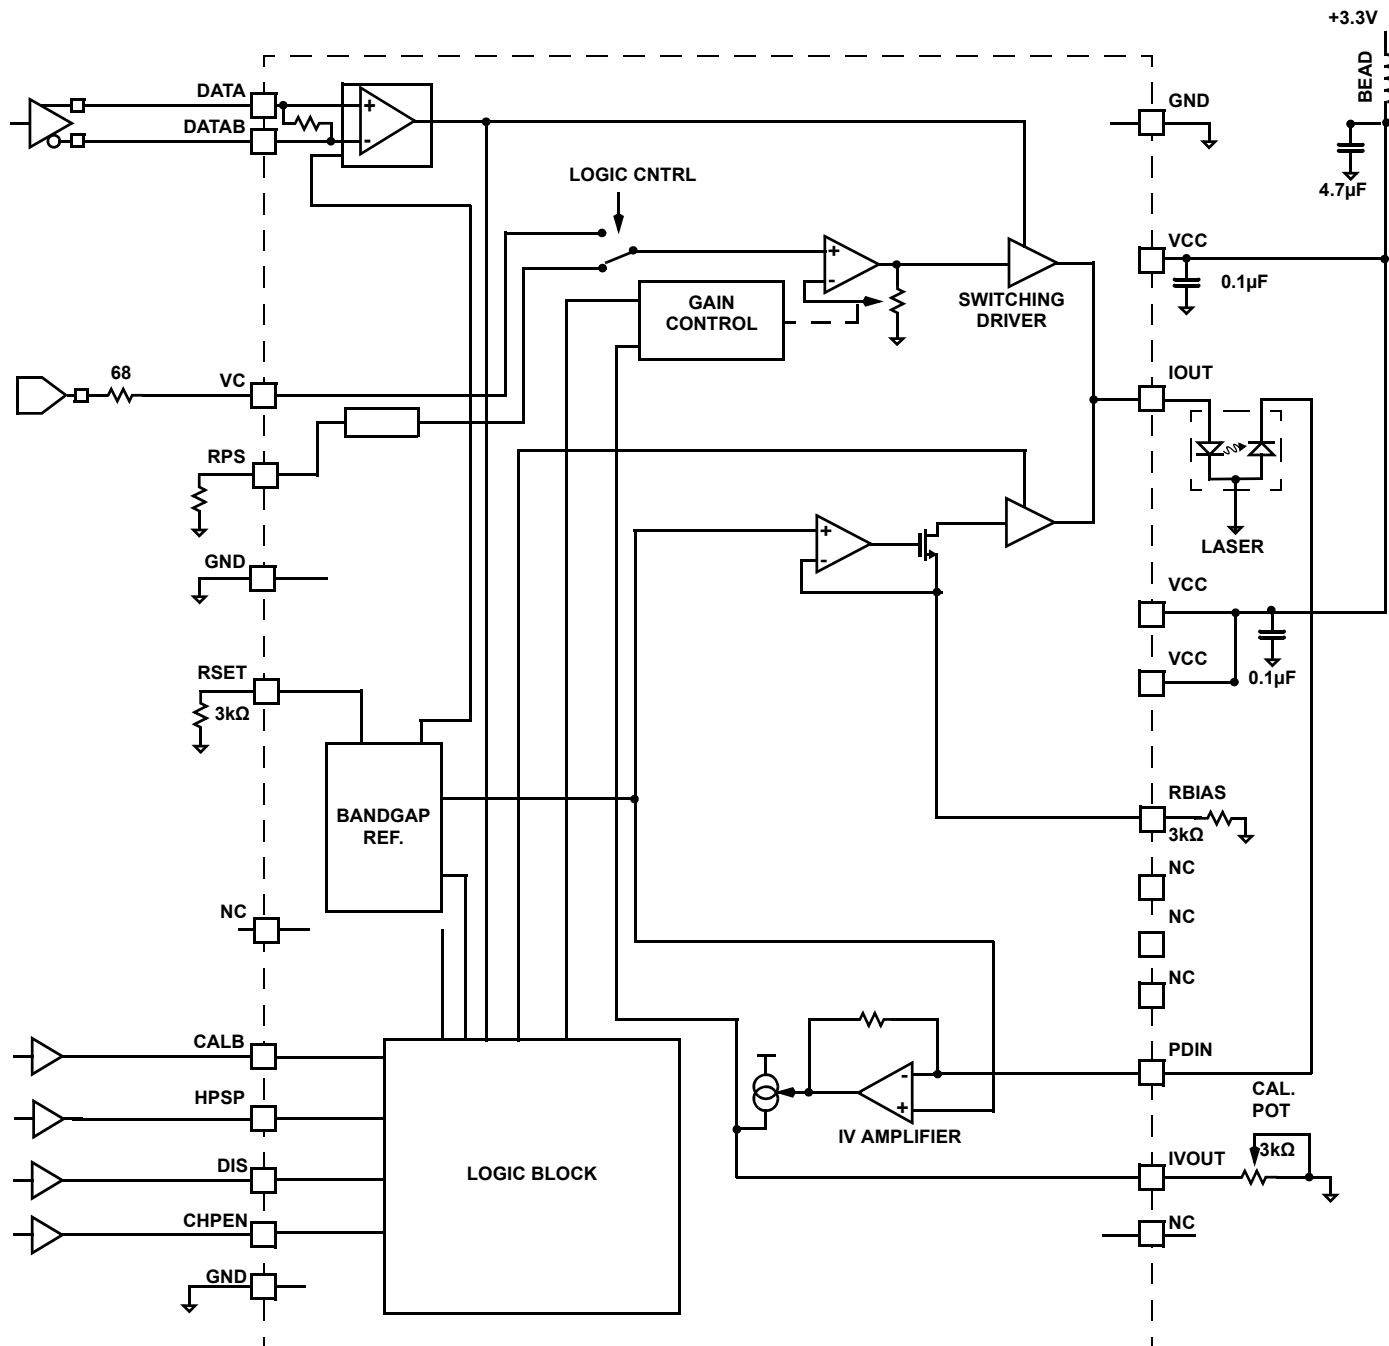 +3.3V
BEAD
DATA
GND
DATAB
+
-
LOGIC CNTRL
4.7µF
VCC
+
-
0.1µF
GAIN
CONTROL
SWITCHING
DRIVER
68
VC
IOUT
RPS
+
-
LASER
GND
VCC
RSET
VCC
3kΩ
0.1µF
BANDGAP
REF.
RBIAS
3kΩ
NC
NC
NC
NC
CALB
PDIN
-
+
CAL.
POT
HPSP
IV AMPLIFIER
3kΩ
DIS
LOGIC BLOCK
IVOUT
CHPEN
NC
GND